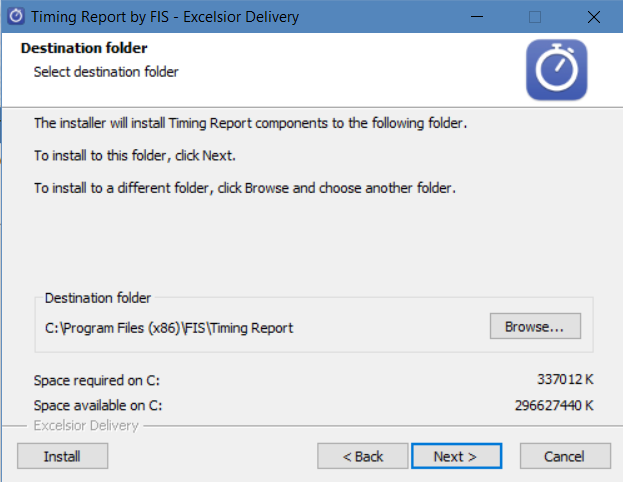 Timing Report by FIS - Excelsior Delivery
Destination folder
Select destination folder
The installer will install Timing Report components to the following folder.
To install to this folder, click Next.
To install to a different folder, click Browse and choose another folder.
Destination folder
C:\Program Files (x86)\FIS\Timing Report
Browse...
Space required on C: 337012 K
Space available on C: 296627440 K
Excelsior Delivery
Install < Back Next > Cancel